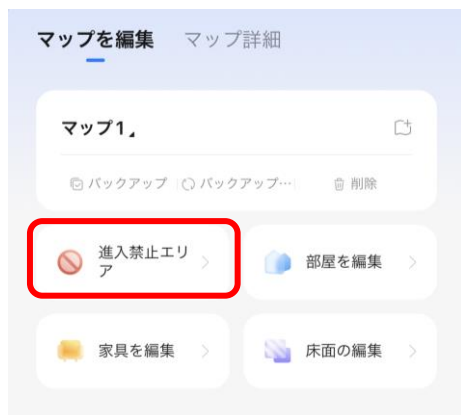 マップを編集 マップ詳細
マップ1
バックアップ バックアップ… 削除
進入禁止エリ
ア
部屋を編集
家具を編集 床面の編集